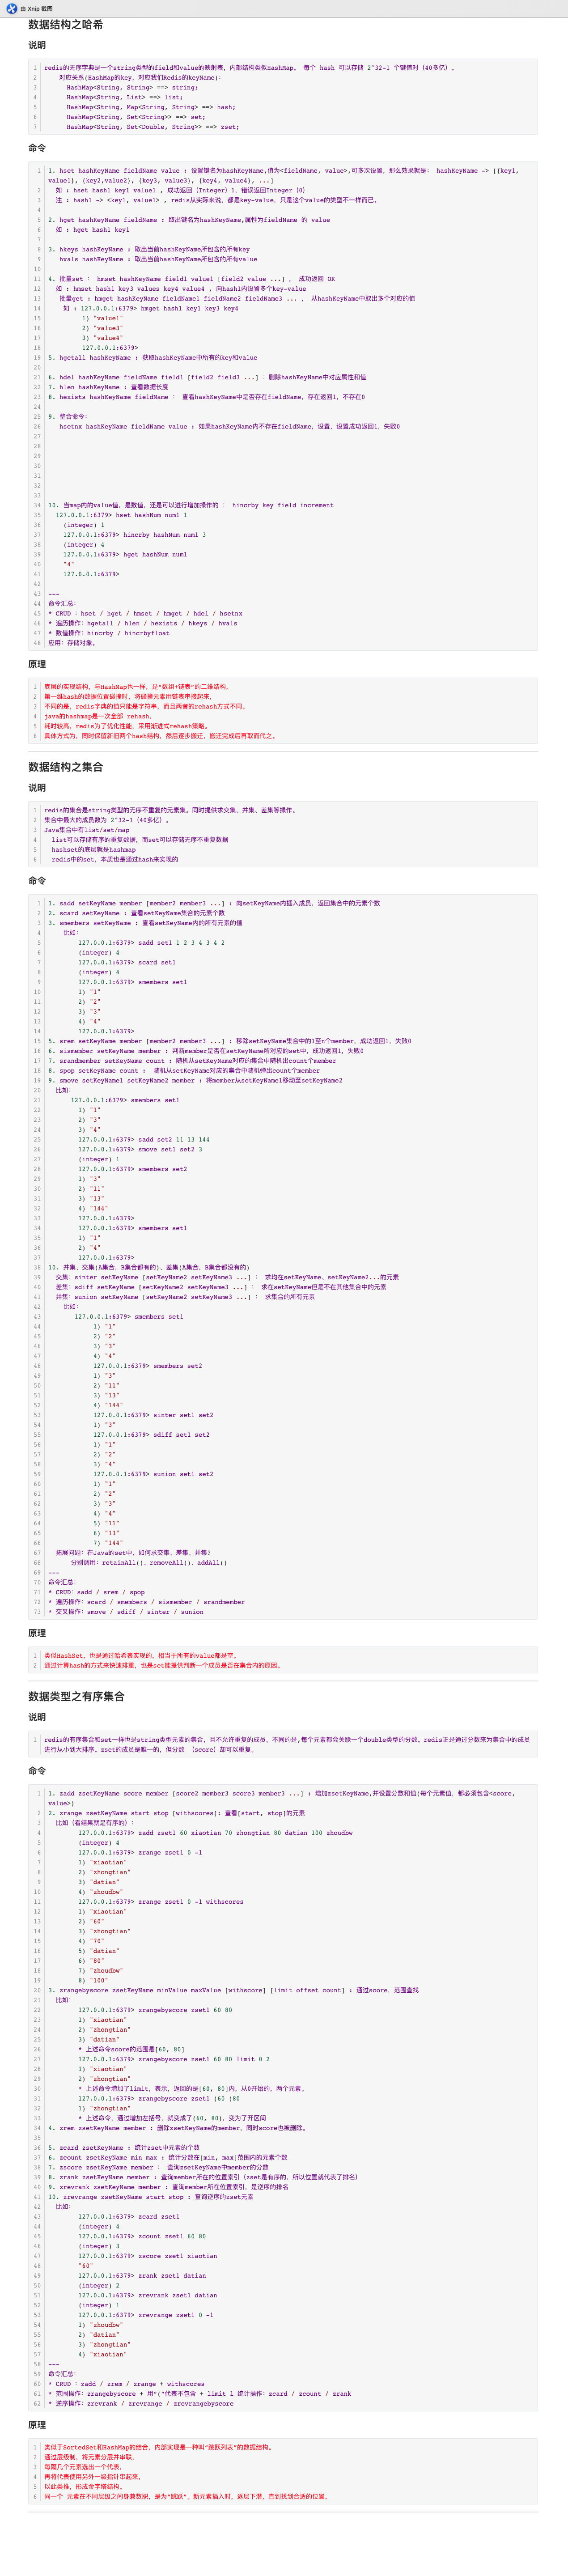 由 Xnip 截图
数据结构之哈希
说明
1 redis的无序字典是一个string类型的field和value的映射表，内部结构类似HashMap。 每个 hash 可以存储 2^32-1 个键值对（40多亿）。
2 对应关系(HashMap的key，对应我们Redis的keyName)：
3 HashMap<String, String> ==> string;
4 HashMap<String, List> ==> list;
5 HashMap<String, Map<String, String> ==> hash;
6 HashMap<String, Set<String>> ==> set;
7 HashMap<String, Set<Double, String>> ==> zset;
命令
1 1. hset hashKeyName fieldName value : 设置键名为hashKeyName,值为<fieldName, value>,可多次设置，那么效果就是： hashKeyName -> [{key1,
value1}, {key2,value2}, {key3, value3}, {key4, value4}, ...]
2 如 : hset hash1 key1 value1 , 成功返回（Integer）1，错误返回Integer（0）
3 注 : hash1 -> <key1, value1> , redis从实际来说，都是key-value，只是这个value的类型不一样而已。
4
5 2. hget hashKeyName fieldName : 取出键名为hashKeyName,属性为fieldName 的 value
6 如 : hget hash1 key1
7
8 3. hkeys hashKeyName : 取出当前hashKeyName所包含的所有key
9 hvals hashKeyName : 取出当前hashKeyName所包含的所有value
10
11 4. 批量set ： hmset hashKeyName field1 value1 [field2 value ...] ， 成功返回 OK
12 如 : hmset hash1 key3 values key4 value4 , 向hash1内设置多个key-value
13 批量get : hmget hashKeyName fieldName1 fieldName2 fieldName3 ... ， 从hashKeyName中取出多个对应的值
14 如 : 127.0.0.1:6379> hmget hash1 key1 key3 key4
15 1) "value1"
16 2) "value3"
17 3) "value4"
18 127.0.0.1:6379>
19 5. hgetall hashKeyName : 获取hashKeyName中所有的key和value
20
21 6. hdel hashKeyName fieldName field1 [field2 field3 ...] : 删除hashKeyName中对应属性和值
22 7. hlen hashKeyName : 查看数据长度
23 8. hexists hashKeyName fieldName ： 查看hashKeyName中是否存在fieldName，存在返回1，不存在0
24
25 9. 整合命令：
26 hsetnx hashKeyName fieldName value : 如果hashKeyName内不存在fieldName，设置，设置成功返回1，失败0
27
28
29
30
31
32
33
34 10. 当map内的value值，是数值，还是可以进行增加操作的 ： hincrby key field increment
35 127.0.0.1:6379> hset hashNum num1 1
36 (integer) 1
37 127.0.0.1:6379> hincrby hashNum num1 3
38 (integer) 4
39 127.0.0.1:6379> hget hashNum num1
40 "4"
41 127.0.0.1:6379>
42
43 ---
44 命令汇总：
45 * CRUD : hset / hget / hmset / hmget / hdel / hsetnx
46 * 遍历操作：hgetall / hlen / hexists / hkeys / hvals
47 * 数值操作：hincrby / hincrbyfloat
48 应用：存储对象。
原理
1 底层的实现结构，与HashMap也一样，是“数组+链表”的二维结构，
2 第一维hash的数据位置碰撞时，将碰撞元素用链表串接起来，
3 不同的是，redis字典的值只能是字符串，而且两者的rehash方式不同。
4 java的hashmap是一次全部 rehash，
5 耗时较高，redis为了优化性能，采用渐进式rehash策略。
6 具体方式为，同时保留新旧两个hash结构，然后逐步搬迁，搬迁完成后再取而代之。
数据结构之集合
说明
1 redis的集合是string类型的无序不重复的元素集。同时提供求交集、并集、差集等操作。
2 集合中最大的成员数为 2^32-1（40多亿）。
3 Java集合中有list/set/map
4 list可以存储有序的重复数据，而set可以存储无序不重复数据
5 hashset的底层就是hashmap
6 redis中的set，本质也是通过hash来实现的
命令
1 1. sadd setKeyName member [member2 member3 ...] : 向setKeyName内插入成员，返回集合中的元素个数
2 2. scard setKeyName : 查看setKeyName集合的元素个数
3 3. smembers setKeyName : 查看setKeyName内的所有元素的值
4 比如：
5 127.0.0.1:6379> sadd set1 1 2 3 4 3 4 2
6 (integer) 4
7 127.0.0.1:6379> scard set1
8 (integer) 4
9 127.0.0.1:6379> smembers set1
10 1) "1"
11 2) "2"
12 3) "3"
13 4) "4"
14 127.0.0.1:6379>
15 5. srem setKeyName member [member2 member3 ...] : 移除setKeyName集合中的1至n个member，成功返回1，失败0
16 6. sismember setKeyName member : 判断member是否在setKeyName所对应的set中，成功返回1，失败0
17 7. srandmember setKeyName count : 随机从setKeyName对应的集合中随机出count个member
18 8. spop setKeyName count : 随机从setKeyName对应的集合中随机弹出count个member
19 9. smove setKeyName1 setKeyName2 member : 将member从setKeyName1移动至setKeyName2
20 比如：
21 127.0.0.1:6379> smembers set1
22 1) "1"
23 2) "3"
24 3) "4"
25 127.0.0.1:6379> sadd set2 11 13 144
26 127.0.0.1:6379> smove set1 set2 3
27 (integer) 1
28 127.0.0.1:6379> smembers set2
29 1) "3"
30 2) "11"
31 3) "13"
32 4) "144"
33 127.0.0.1:6379>
34 127.0.0.1:6379> smembers set1
35 1) "1"
36 2) "4"
37 127.0.0.1:6379>
38 10. 并集、交集(A集合，B集合都有的)、差集(A集合，B集合都没有的)
39 交集：sinter setKeyName [setKeyName2 setKeyName3 ...] ： 求均在setKeyName、setKeyName2...的元素
40 差集：sdiff setKeyName [setKeyName2 setKeyName3 ...] ： 求在setKeyName但是不在其他集合中的元素
41 并集：sunion setKeyName [setKeyName2 setKeyName3 ...] ： 求集合的所有元素
42 比如：
43 127.0.0.1:6379> smembers set1
44 1) "1"
45 2) "2"
46 3) "3"
47 4) "4"
48 127.0.0.1:6379> smembers set2
49 1) "3"
50 2) "11"
51 3) "13"
52 4) "144"
53 127.0.0.1:6379> sinter set1 set2
54 1) "3"
55 127.0.0.1:6379> sdiff set1 set2
56 1) "1"
57 2) "2"
58 3) "4"
59 127.0.0.1:6379> sunion set1 set2
60 1) "1"
61 2) "2"
62 3) "3"
63 4) "4"
64 5) "11"
65 6) "13"
66 7) "144"
67 拓展问题：在Java的set中，如何求交集、差集、并集?
68 分别调用：retainAll()、removeAll()、addAll()
69 ---
70 命令汇总：
71 * CRUD：sadd / srem / spop
72 * 遍历操作：scard / smembers / sismember / srandmember
73 * 交叉操作：smove / sdiff / sinter / sunion
原理
1 类似HashSet，也是通过哈希表实现的，相当于所有的value都是空。
2 通过计算hash的方式来快速排重，也是set能提供判断一个成员是否在集合内的原因。
数据类型之有序集合
说明
1 redis的有序集合和set一样也是string类型元素的集合，且不允许重复的成员。不同的是,每个元素都会关联一个double类型的分数。redis正是通过分数来为集合中的成员
进行从小到大排序。zset的成员是唯一的，但分数 （score）却可以重复。
命令
1 1. zadd zsetKeyName score member [score2 member3 score3 member3 ...] : 增加zsetKeyName,并设置分数和值(每个元素值，都必须包含<score,
value>)
2 2. zrange zsetKeyName start stop [withscores]: 查看[start, stop]的元素
3 比如（看结果就是有序的）：
4 127.0.0.1:6379> zadd zset1 60 xiaotian 70 zhongtian 80 datian 100 zhoudbw
5 (integer) 4
6 127.0.0.1:6379> zrange zset1 0 -1
7 1) "xiaotian"
8 2) "zhongtian"
9 3) "datian"
10 4) "zhoudbw"
11 127.0.0.1:6379> zrange zset1 0 -1 withscores
12 1) "xiaotian"
13 2) "60"
14 3) "zhongtian"
15 4) "70"
16 5) "datian"
17 6) "80"
18 7) "zhoudbw"
19 8) "100"
20 3. zrangebyscore zsetKeyName minValue maxValue [withscore] [limit offset count] : 通过score，范围查找
21 比如：
22 127.0.0.1:6379> zrangebyscore zset1 60 80
23 1) "xiaotian"
24 2) "zhongtian"
25 3) "datian"
26 * 上述命令score的范围是[60, 80]
27 127.0.0.1:6379> zrangebyscore zset1 60 80 limit 0 2
28 1) "xiaotian"
29 2) "zhongtian"
30 * 上述命令增加了limit，表示，返回的是[60, 80]内，从0开始的，两个元素。
31 127.0.0.1:6379> zrangebyscore zset1 (60 (80
32 1) "zhongtian"
33 * 上述命令，通过增加左括号，就变成了(60, 80)，变为了开区间
34 4. zrem zsetKeyName member : 删除zsetKeyName的member，同时score也被删除。
35
36 5. zcard zsetKeyName : 统计zset中元素的个数
37 6. zcount zsetKeyName min max : 统计分数在[min, max]范围内的元素个数
38 7. zscore zsetKeyName member ： 查询zsetKeyName中member的分数
39 8. zrank zsetKeyName member : 查询member所在的位置索引（zset是有序的，所以位置就代表了排名）
40 9. zrevrank zsetKeyName member : 查询member所在位置索引，是逆序的排名
41 10. zrevrange zsetKeyName start stop : 查询逆序的zset元素
42 比如：
43 127.0.0.1:6379> zcard zset1
44 (integer) 4
45 127.0.0.1:6379> zcount zset1 60 80
46 (integer) 3
47 127.0.0.1:6379> zscore zset1 xiaotian
48 "60"
49 127.0.0.1:6379> zrank zset1 datian
50 (integer) 2
51 127.0.0.1:6379> zrevrank zset1 datian
52 (integer) 1
53 127.0.0.1:6379> zrevrange zset1 0 -1
54 1) "zhoudbw"
55 2) "datian"
56 3) "zhongtian"
57 4) "xiaotian"
58 ---
59 命令汇总：
60 * CRUD : zadd / zrem / zrange + withscores
61 * 范围操作：zrangebyscore + 用“(”代表不包含 + limit l 统计操作：zcard / zcount / zrank
62 * 逆序操作：zrevrank / zrevrange / zrevrangebyscore
原理
1 类似于SortedSet和HashMap的结合，内部实现是一种叫“跳跃列表”的数据结构。
2 通过层级制，将元素分层并串联，
3 每隔几个元素选出一个代表，
4 再将代表使用另外一级指针串起来，
5 以此类推，形成金字塔结构。
6 同一个 元素在不同层级之间身兼数职，是为“跳跃”。新元素插入时，逐层下潜，直到找到合适的位置。